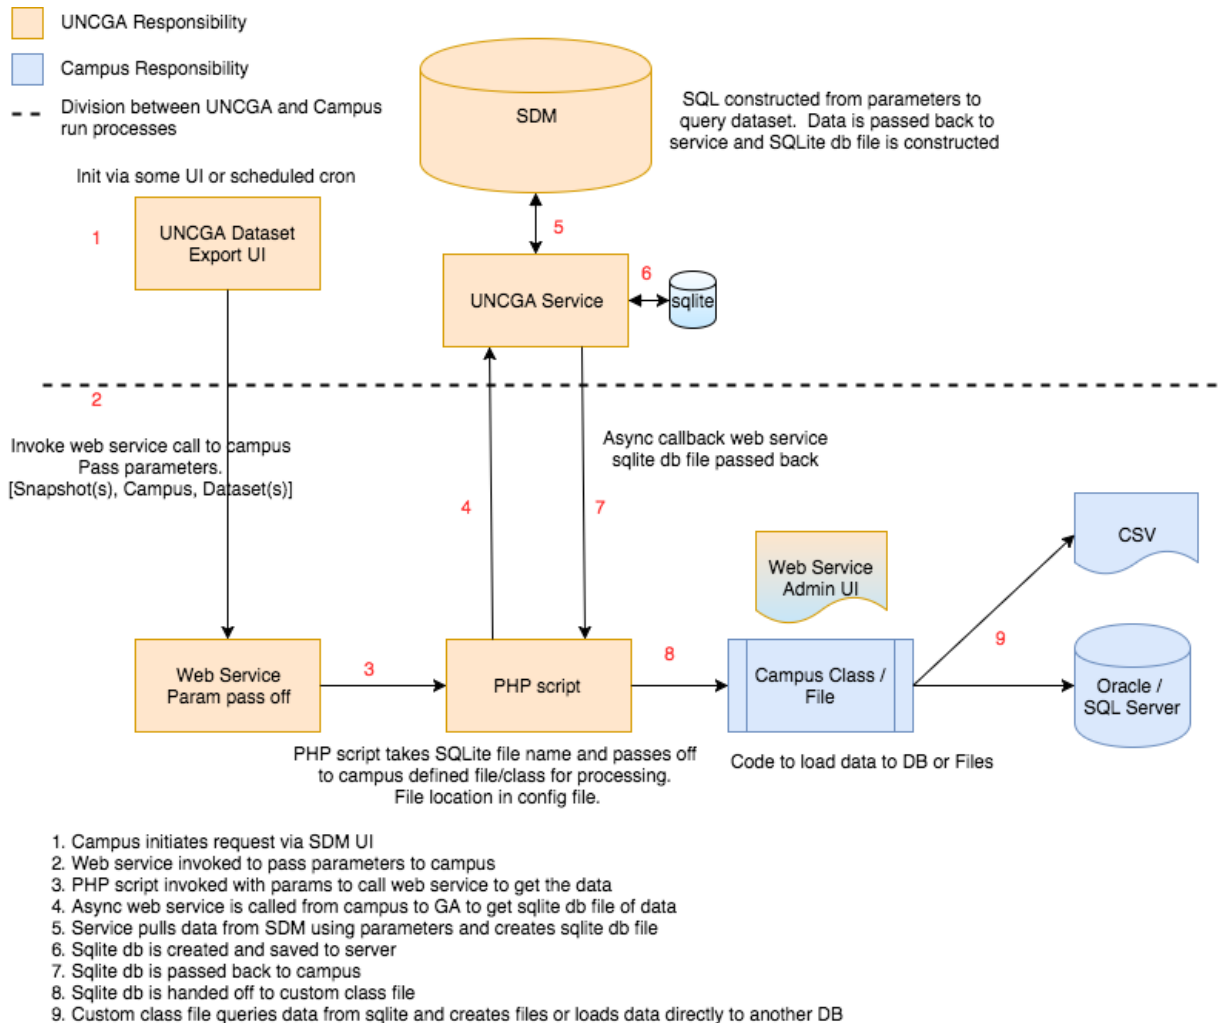 UNCGA Responsibility
Campus Responsibility
Division between UNCGA and Campus
run processes
SDM
SQL constructed from parameters to
query dataset.  Data is passed back to
service and SQLite db file is constructed
Init via some UI or scheduled cron
1
UNCGA Dataset
Export UI
5
6
UNCGA Service
sqlite
2
Invoke web service call to campus
Pass parameters.
[Snapshot(s), Campus, Dataset(s)]
Async callback web service
sqlite db file passed back
4
7
CSV
Web Service
Admin UI
Web Service
Param pass off
3
PHP script
8
Campus Class /
File
9
Oracle /
SQL Server
PHP script takes SQLite file name and passes off
to campus defined file/class for processing.
File location in config file.
Code to load data to DB or Files
1. Campus initiates request via SDM UI
2. Web service invoked to pass parameters to campus
3. PHP script invoked with params to call web service to get the data
4. Async web service is called from campus to GA to get sqlite db file of data
5. Service pulls data from SDM using parameters and creates sqlite db file
6. Sqlite db is created and saved to server
7. Sqlite db is passed back to campus
8. Sqlite db is handed off to custom class file
9. Custom class file queries data from sqlite and creates files or loads data directly to another DB